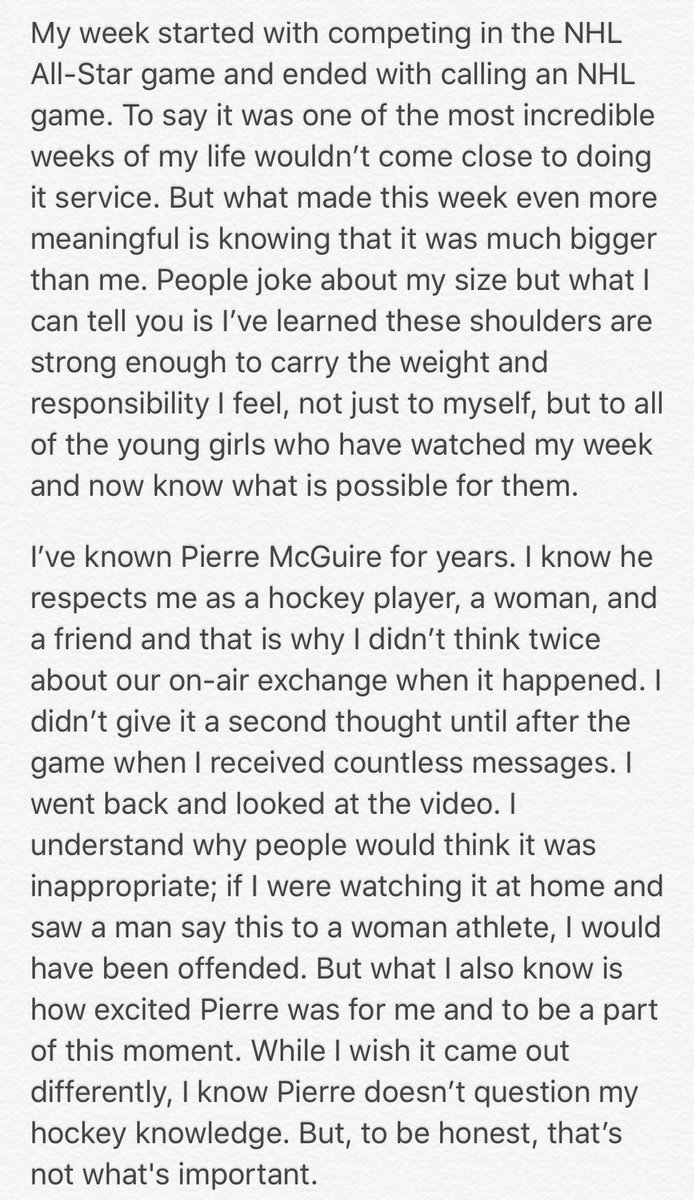 My week started with competing in the NHL
All-Star game and ended with calling an NHL
game. To say it was one of the most incredible
weeks of my life wouldn’t come close to doing
it service. But what made this week even more
meaningful is knowing that it was much bigger
than me. People joke about my size but what I
can tell you is I’ve learned these shoulders are
strong enough to carry the weight and
responsibility I feel, not just to myself, but to all
of the young girls who have watched my week
and now know what is possible for them.
I’ve known Pierre McGuire for years. I know he
respects me as a hockey player, a woman, and
a friend and that is why I didn’t think twice
about our on-air exchange when it happened. I
didn’t give it a second thought until after the
game when I received countless messages. I
went back and looked at the video. I
understand why people would think it was
inappropriate; if I were watching it at home and
saw a man say this to a woman athlete, I would
have been offended. But what I also know is
how excited Pierre was for me and to be a part
of this moment. While I wish it came out
differently, I know Pierre doesn’t question my
hockey knowledge. But, to be honest, that’s
not what's important.